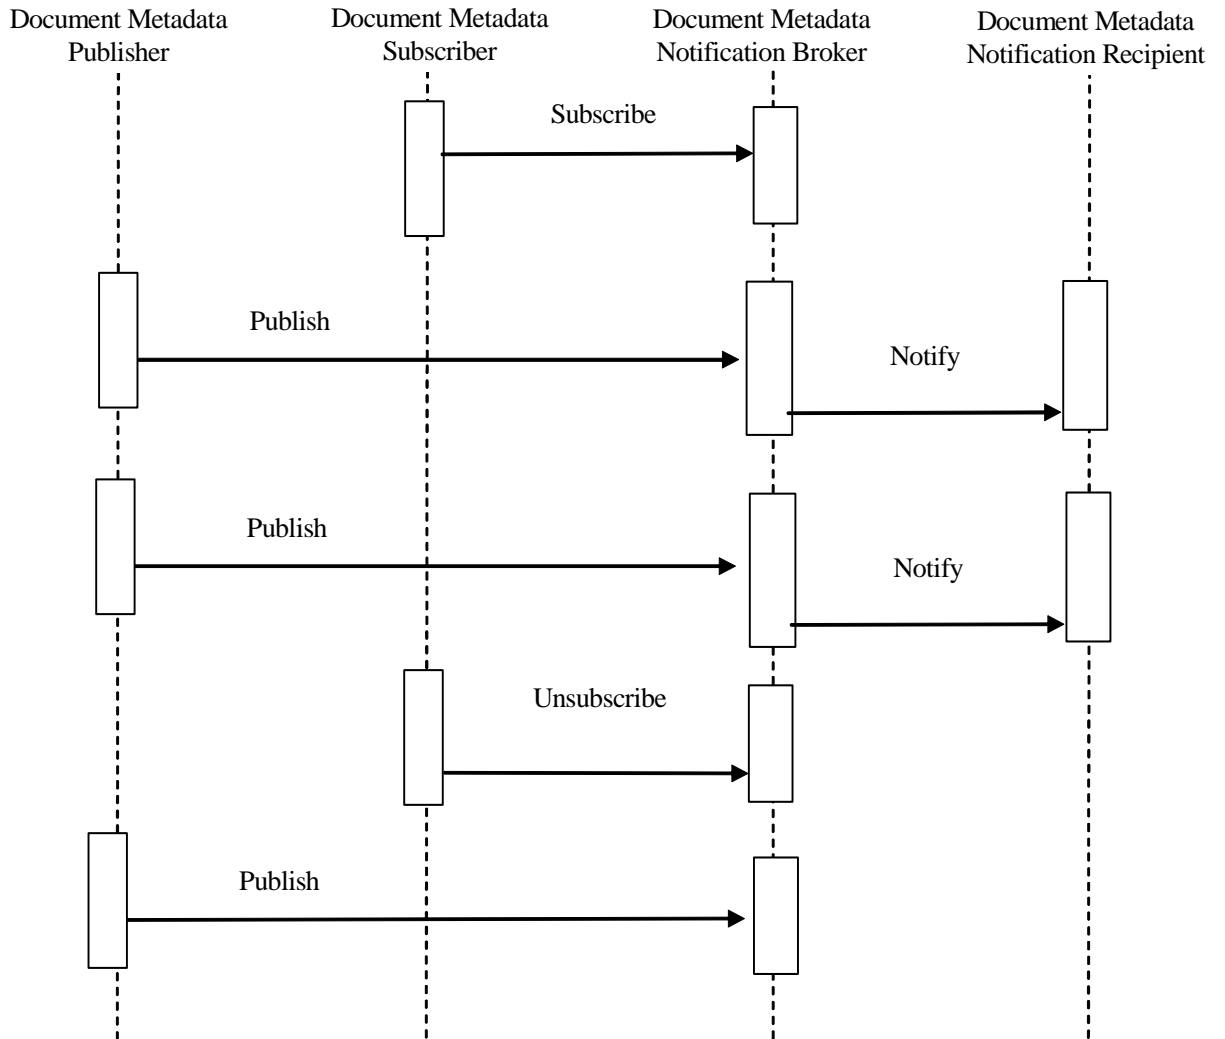 Document Metadata
Publisher
Document Metadata
Subscriber
Document Metadata
Notification Broker
Document Metadata
Notification Recipient
Subscribe
Publish
Notify
Publish
Notify
Unsubscribe
Publish